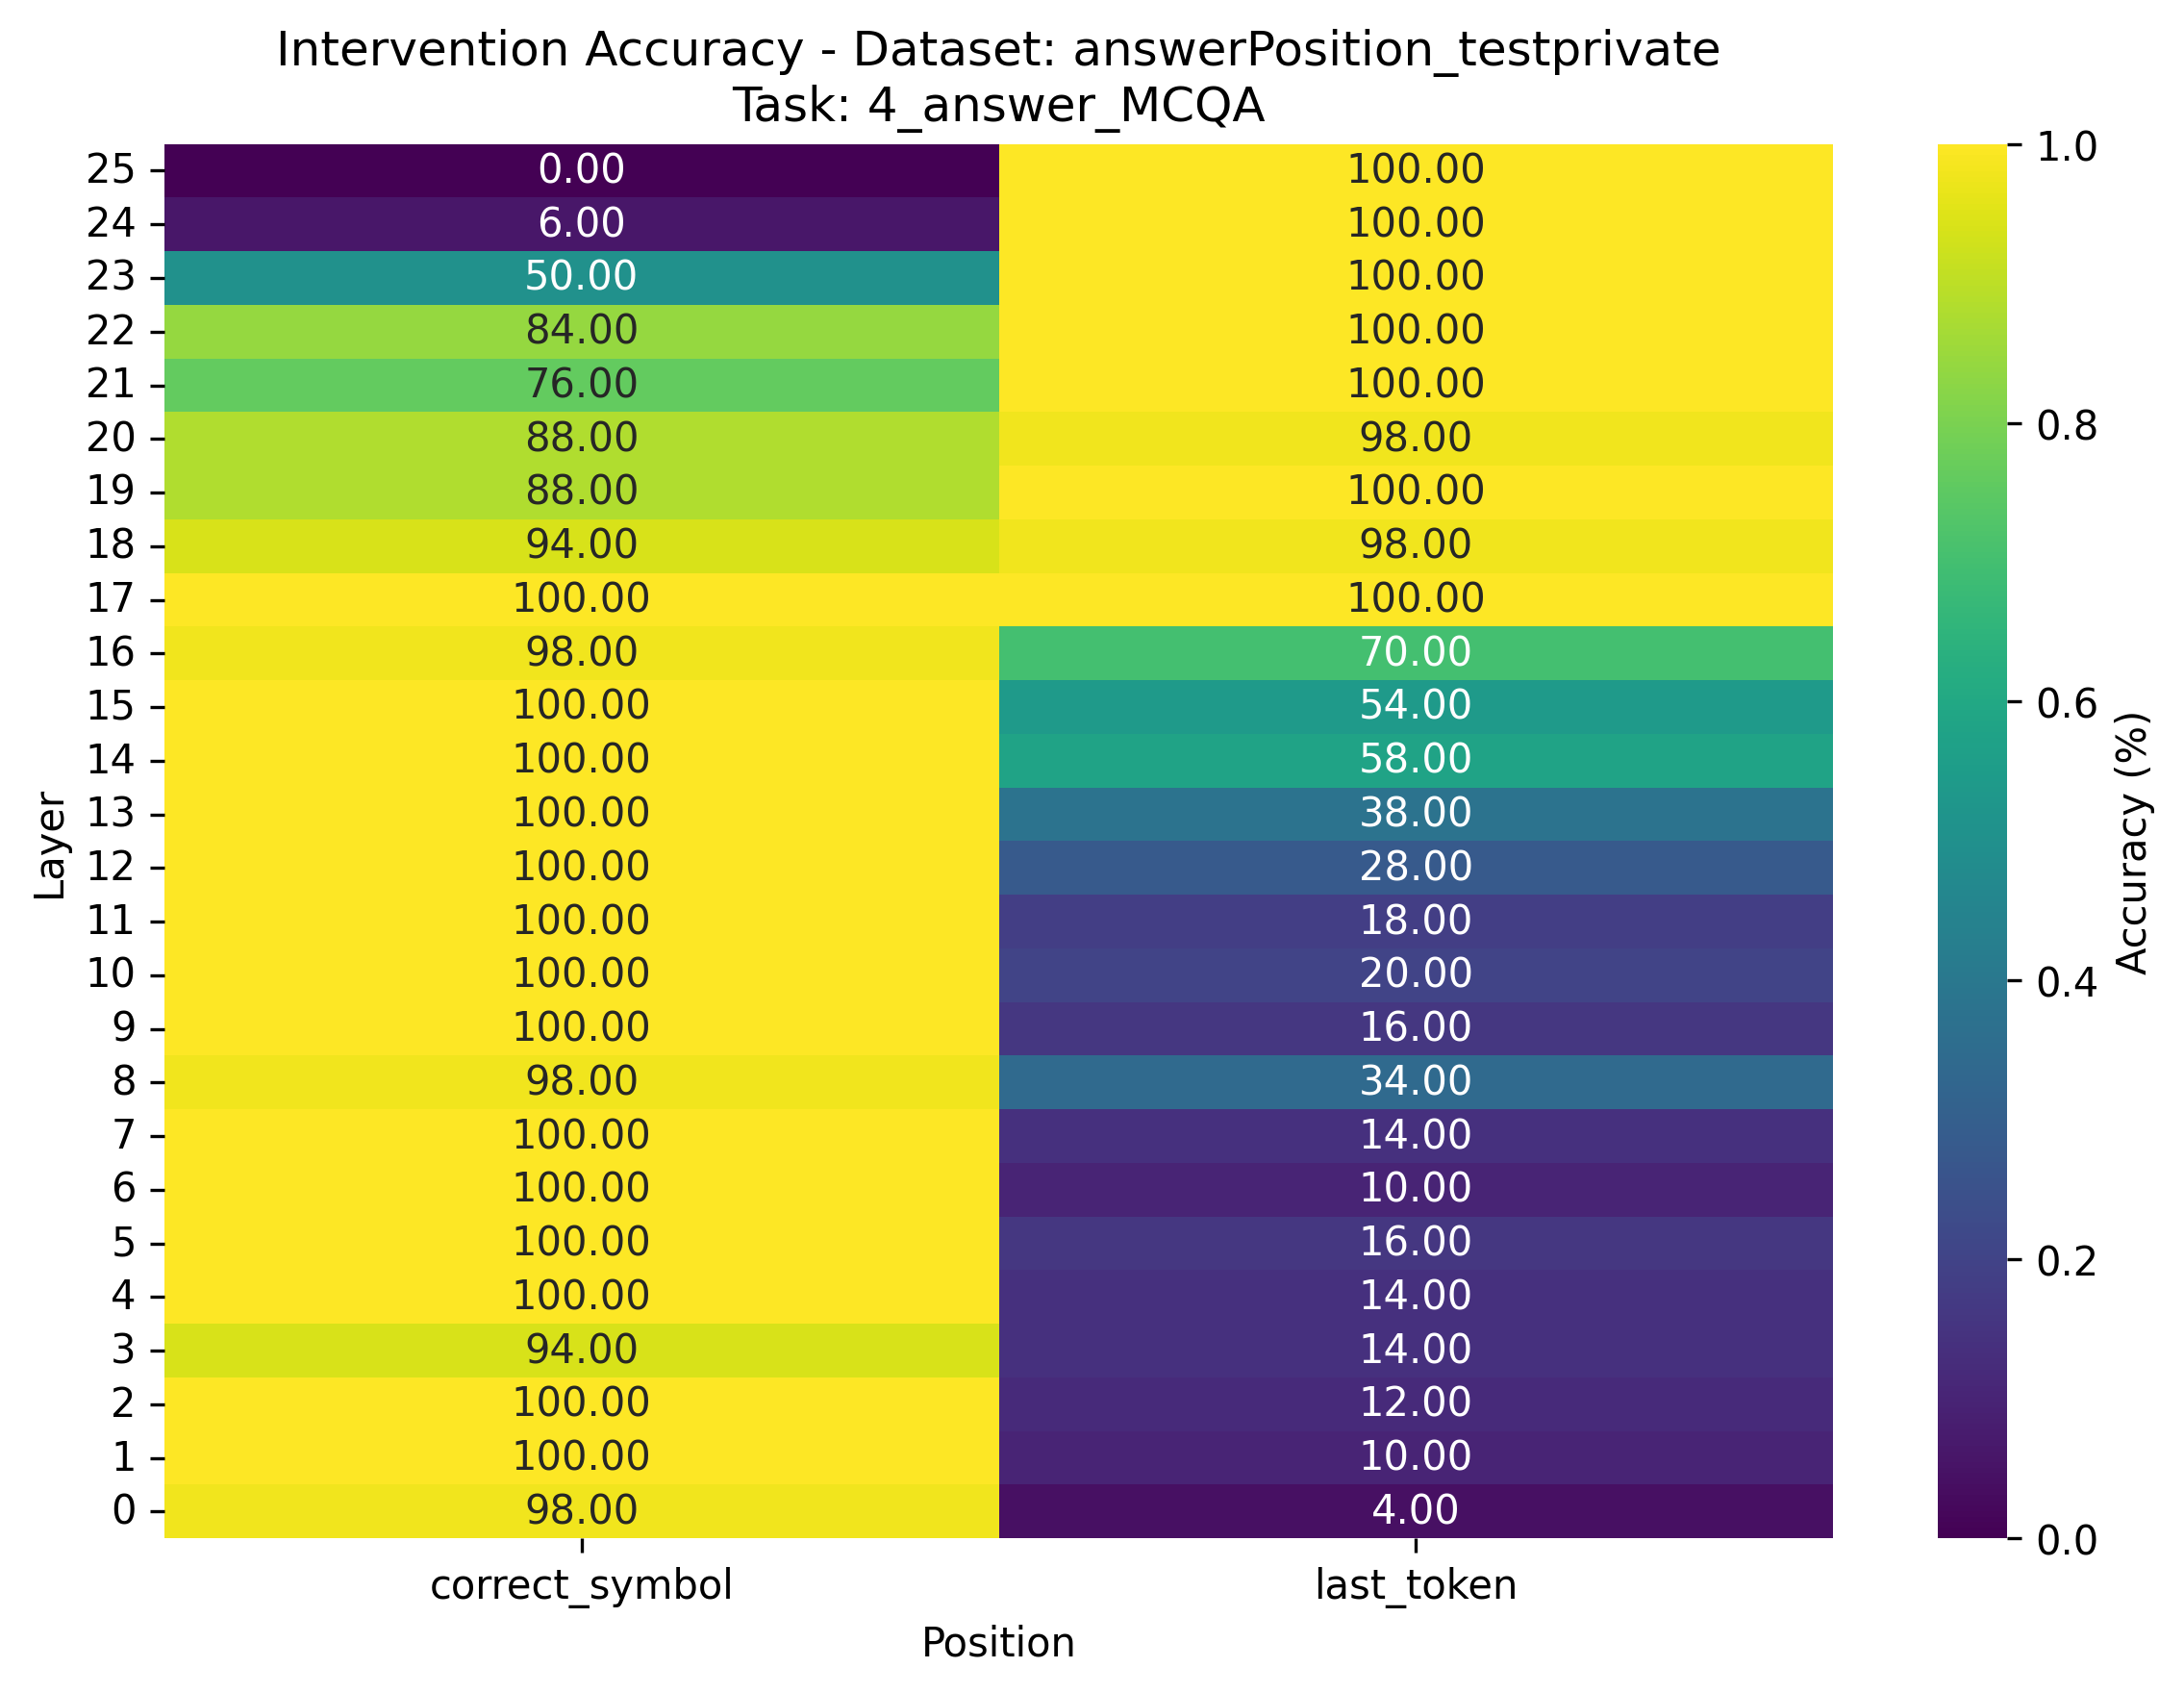 Intervention Accuracy - Dataset: answerPosition_testprivate
Task: 4_answer_MCQA
25 0.00 100.00
24 6.00 100.00
23 50.00 100.00
22 84.00 100.00
21 76.00 100.00
20 88.00 98.00
19 88.00 100.00
18 94.00 98.00
17 100.00 100.00
16 98.00 70.00
15 100.00 54.00
14 100.00 58.00
13 100.00 38.00
12 100.00 28.00
11 100.00 18.00
10 100.00 20.00
9 100.00 16.00
8 98.00 34.00
7 100.00 14.00
6 100.00 10.00
5 100.00 16.00
4 100.00 14.00
3 94.00 14.00
2 100.00 12.00
1 100.00 10.00
0 98.00 4.00
Layer
correct_symbol last_token
Position
1.0
0.8
0.6
0.4
0.2
0.0
Accuracy (%)